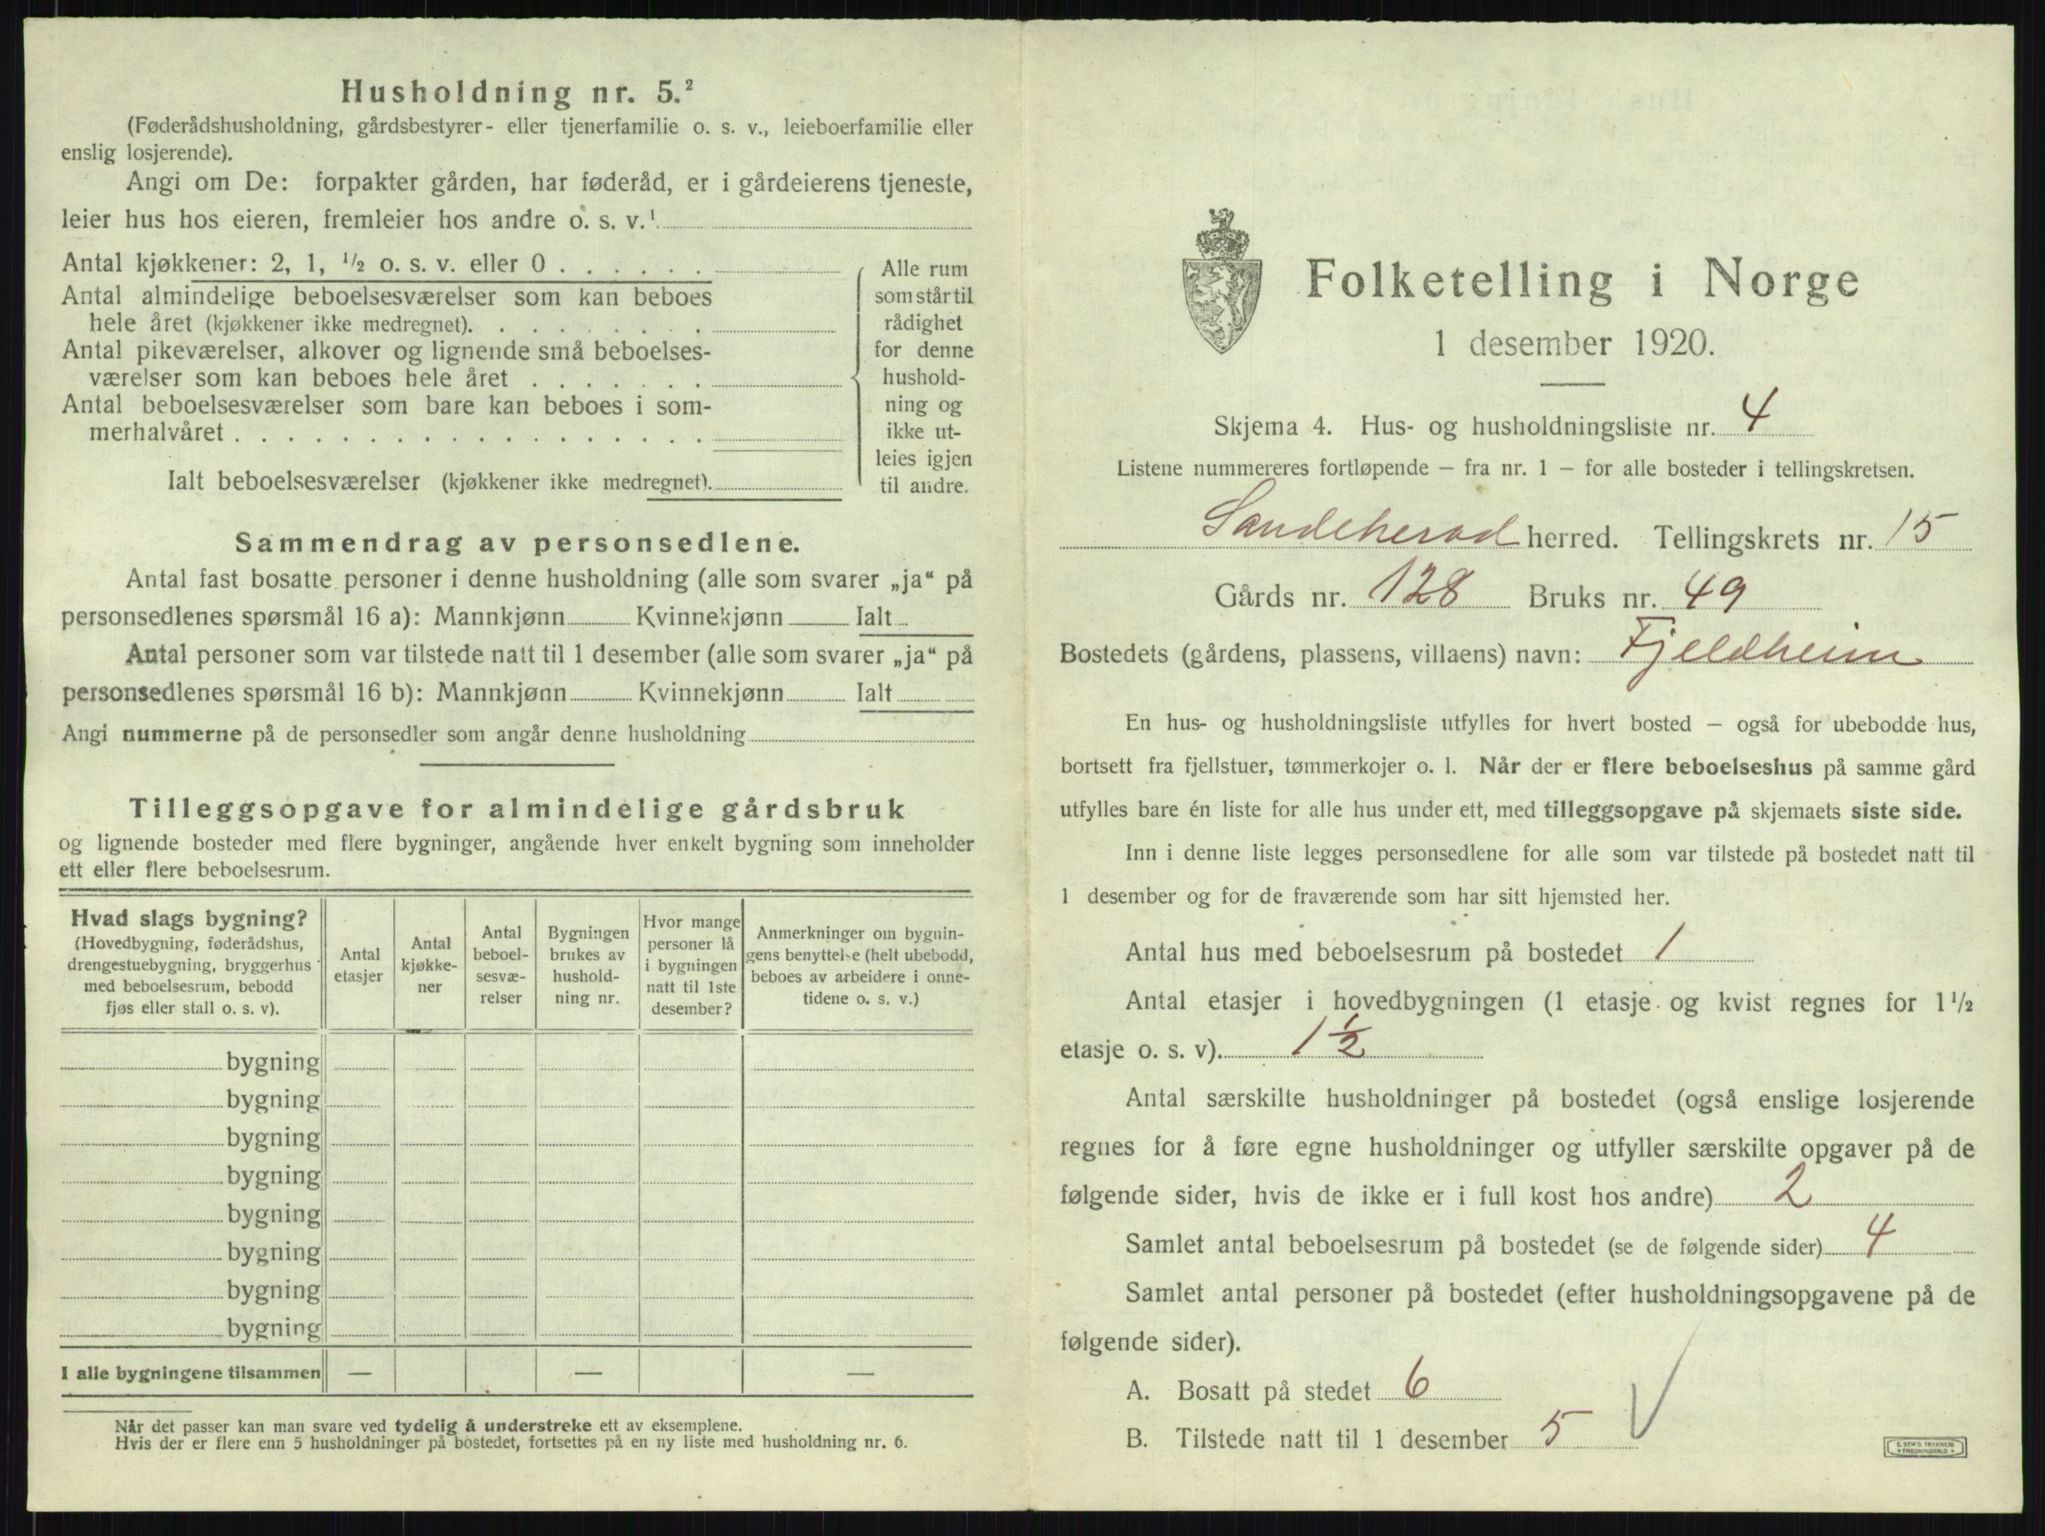 Husholdning nr. 5.²
(Føderådshusholdning, gårdsbestyrer- eller tjenerfamilie o. s. v., leieboerfamilie eller
enslig losjerende).
Angi om De: forpakter gården, har føderåd, er i gårdeierens tjeneste,
leier hus hos eieren, fremleier hos andre o. s. v.¹
Antal kjøkkener: 2, 1, ½ o. s. v. eller 0 . . . . . .
Antal almindelige beboelsesværelser som kan beboes
hele året (kjøkkener ikke medregnet). . . . . . . . .
Antal pikeværelser, alkover og lignende små beboelses-
værelser som kan beboes hele året . . . . . . .
Antal beboelsesværelser som bare kan beboes i som-
merhalvåret . . . . . . . . . . . . . . . . . .
Ialt beboelsesværelser (kjøkkener ikke medregnet).
Alle rum
som står til
rådighet
for denne
hushold-
ning og
ikke ut-
leies igjen
til andre.
Sammendrag av personsedlene.
Antal fast bosatte personer i denne husholdning (alle som svarer „ja“ på
personsedlenes spørsmål 16 a): Mannkjønn Kvinnekjønn Ialt
Antal personer som var tilstede natt til 1 desember (alle som svarer „ja“ på
personsedlenes spørsmål 16 b): Mannkjønn Kvinnekjønn Ialt
Angi nummerne på de personsedler som angår denne husholdning
Tilleggsopgave for almindelige gårdsbruk
og lignende bosteder med flere bygninger, angående hver enkelt bygning som inneholder
ett eller flere beboelsesrum.
Hvad slags bygning?
(Hovedbygning, føderådshus,
drengestuebygning, bryggerhus
med beboelsesrum, bebodd
fjøs eller stall o. s. v).
Antal
etasjer
Antal
kjøkke-
ner
Antal
beboel-
sesvæ-
relser
Bygningen
brukes av
hushold-
ning nr.
Hvor mange
personer lå
i bygningen
natt til 1ste
desember?
Anmerkninger om bygnin-
gens benyttelse (helt ubebodd,
beboes av arbeidere i onne-
tidene o. s. v.)
bygning
bygning
bygning
bygning
bygning
bygning
bygning
bygning
I alle bygningene tilsammen — — —
Når det passer kan man svare ved tydelig å understreke ett av eksemplene.
Hvis der er flere enn 5 husholdninger på bostedet, fortsettes på en ny liste med husholdning nr. 6.
Folketelling i Norge
1 desember 1920.
Skjema 4. Hus- og husholdningsliste nr. 4
Listene nummereres fortløpende – fra nr. 1 – for alle bosteder i tellingskretsen.
Sandeherad herred. Tellingskrets nr. 15
Gårds nr. 128 Bruks nr. 49
Bostedets (gårdens, plassens, villaens) navn: Fjeldheim
En hus- og husholdningsliste utfylles for hvert bosted – også for ubebodde hus,
bortsett fra fjellstuer, tømmerkojer o. l. Når der er flere beboelseshus på samme gård
utfylles bare én liste for alle hus under ett, med tilleggsopgave på skjemaets siste side.
Inn i denne liste legges personsedlene for alle som var tilstede på bostedet natt til
1 desember og for de fraværende som har sitt hjemsted her.
Antal hus med beboelsesrum på bostedet 1
Antal etasjer i hovedbygningen (1 etasje og kvist regnes for 1½
etasje o. s. v). 1½
Antal særskilte husholdninger på bostedet (også enslige losjerende
regnes for å føre egne husholdninger og utfyller særskilte opgaver på de
følgende sider, hvis de ikke er i full kost hos andre) 2
Samlet antal beboelsesrum på bostedet (se de følgende sider) 4
Samlet antal personer på bostedet (efter husholdningsopgavene på de
følgende sider).
A. Bosatt på stedet 6
B. Tilstede natt til 1 desember 5